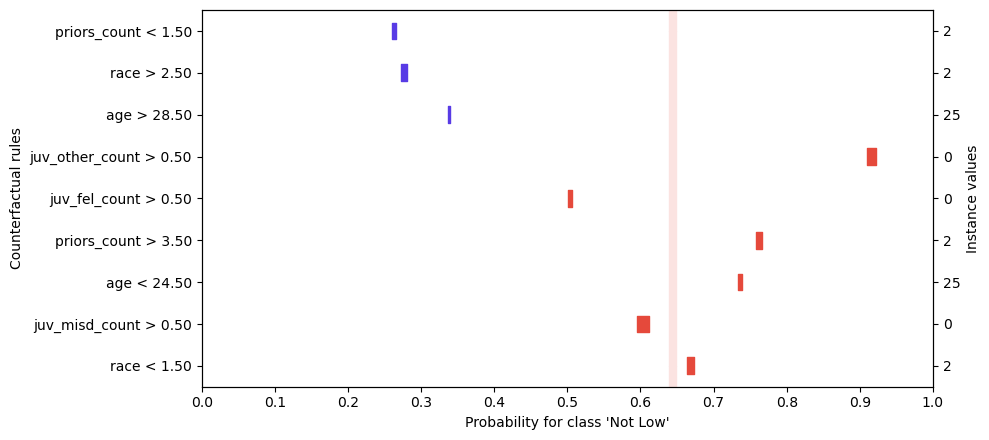 Counterfactual rules
priors_count < 1.50 2
race > 2.50 2
age > 28.50 25
juv_other_count > 0.50 0
juv_fel_count > 0.50 0
priors_count > 3.50 2
age < 24.50 25
juv_misd_count > 0.50 0
race < 1.50 2
Instance values
0.0 0.1 0.2 0.3 0.4 0.5 0.6 0.7 0.8 0.9 1.0
Probability for class 'Not Low'